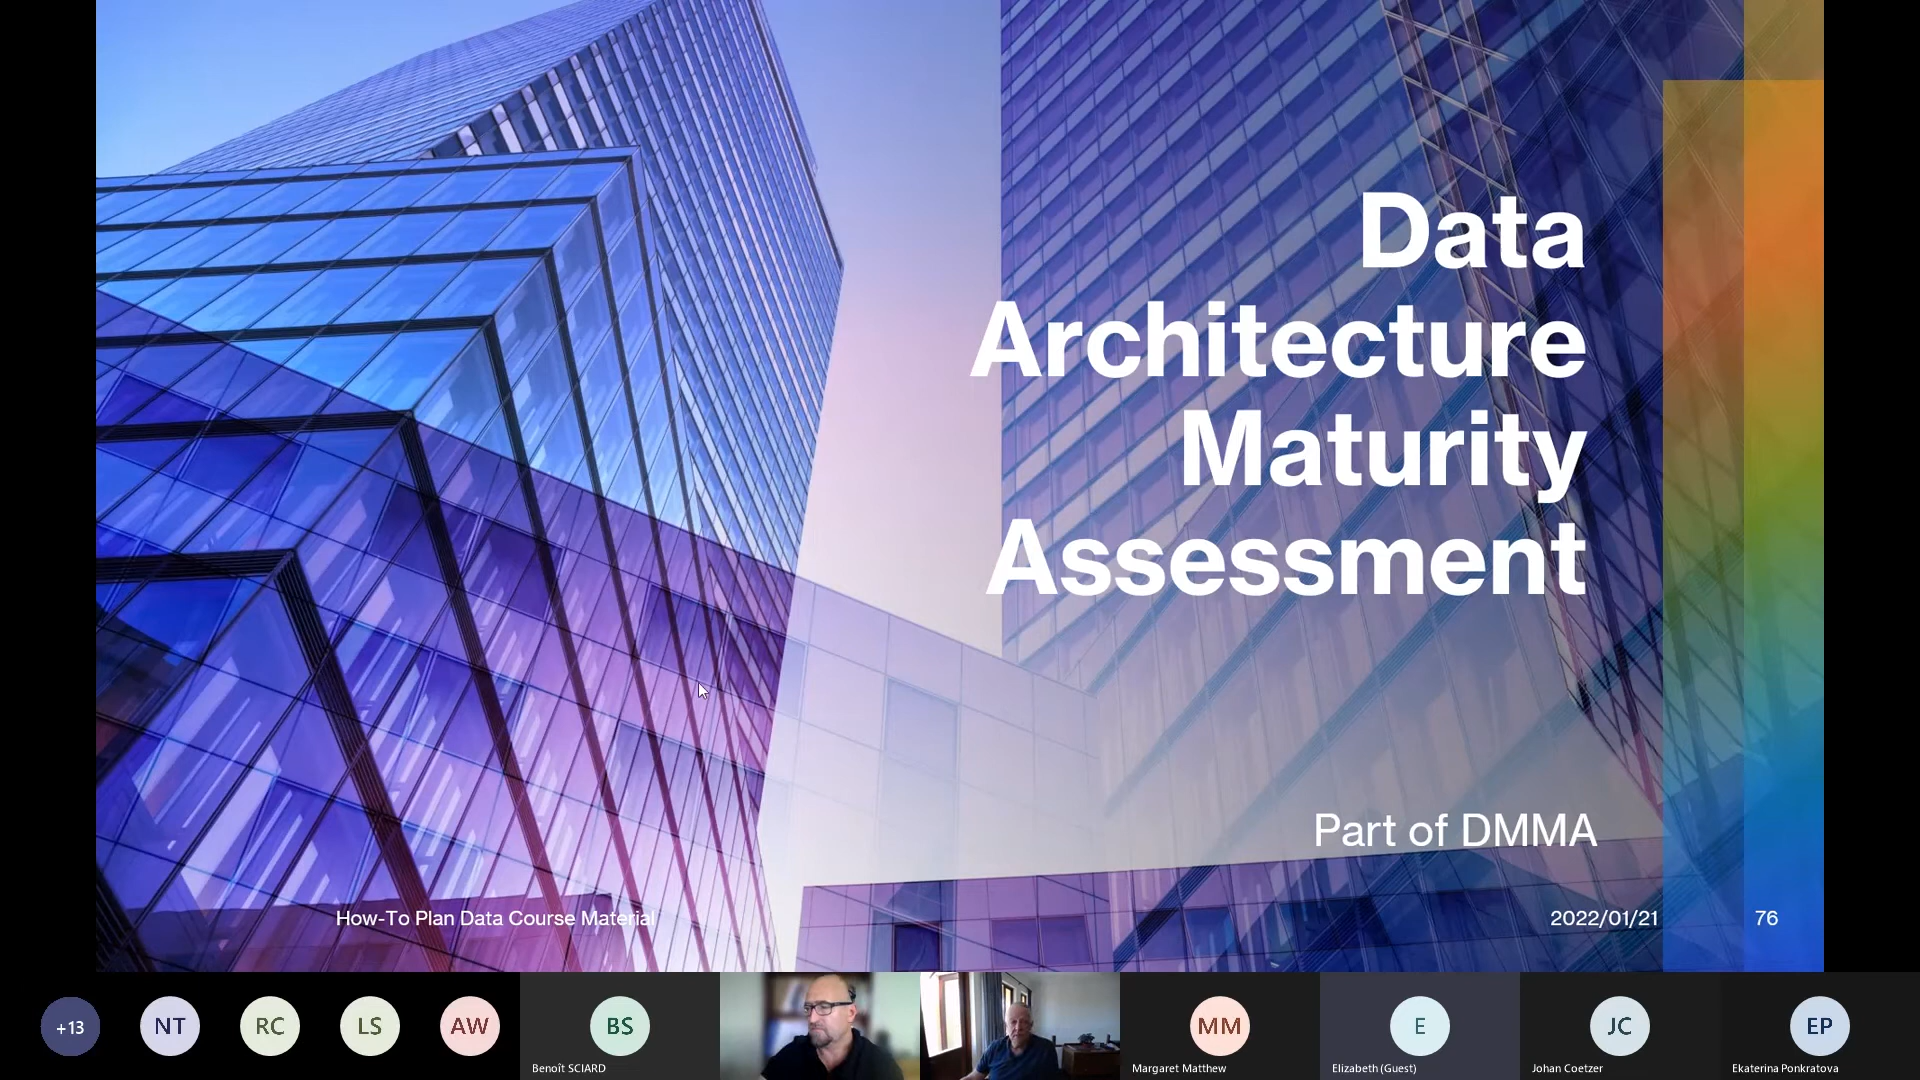 Data
Architecture
Maturity
Assessment
Part of DMMA
How-To Plan Data Course Material
2022/01/21
76
+13
NT
RC
LS
AW
BS
Benoît SCIARD
MM
Margaret Matthew
E
Elizabeth (Guest)
JC
Johan Coetzer
EP
Ekaterina Ponkratova